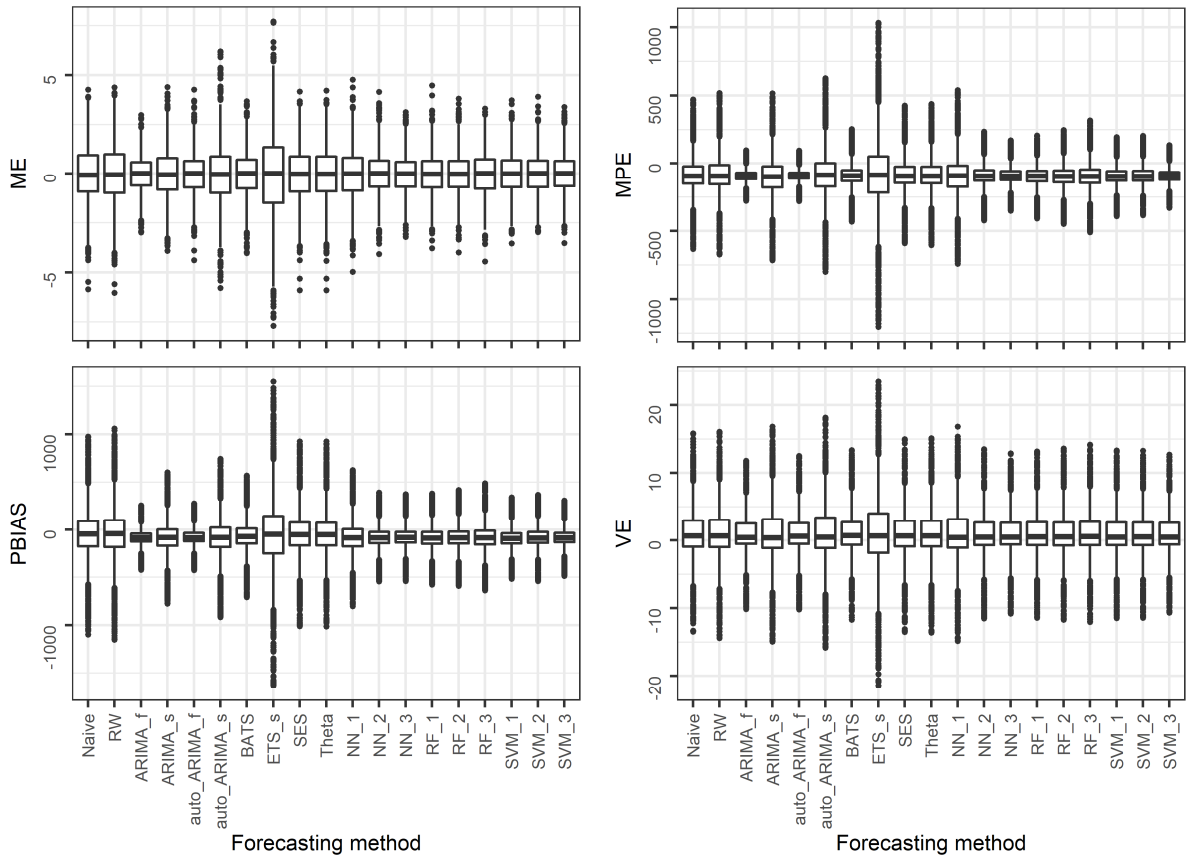 ME
5
0
-5
MPE
1000
500
0
-500
-1000
PBIAS
1000
0
-1000
VE
20
10
0
-10
-20
Naive
RW
ARIMA_f
ARIMA_s
auto_ARIMA_f
auto_ARIMA_s
BATS
ETS_s
SES
Theta
NN_1
NN_2
NN_3
RF_1
RF_2
RF_3
SVM_1
SVM_2
SVM_3
Forecasting method
Naive
RW
ARIMA_f
ARIMA_s
auto_ARIMA_f
auto_ARIMA_s
BATS
ETS_s
SES
Theta
NN_1
NN_2
NN_3
RF_1
RF_2
RF_3
SVM_1
SVM_2
SVM_3
Forecasting method